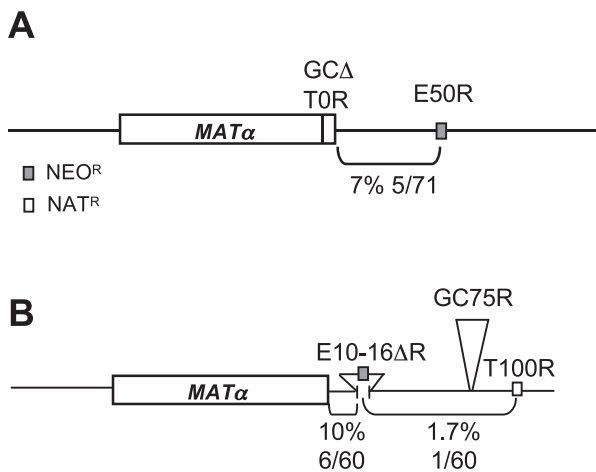 A
GCΔ
T0R
E50R
MATα
NEOᴿ
7% 5/71
NATᴿ
B
GC75R
E10-16ΔR
T100R
MATα
10%
1.7%
6/60
1/60